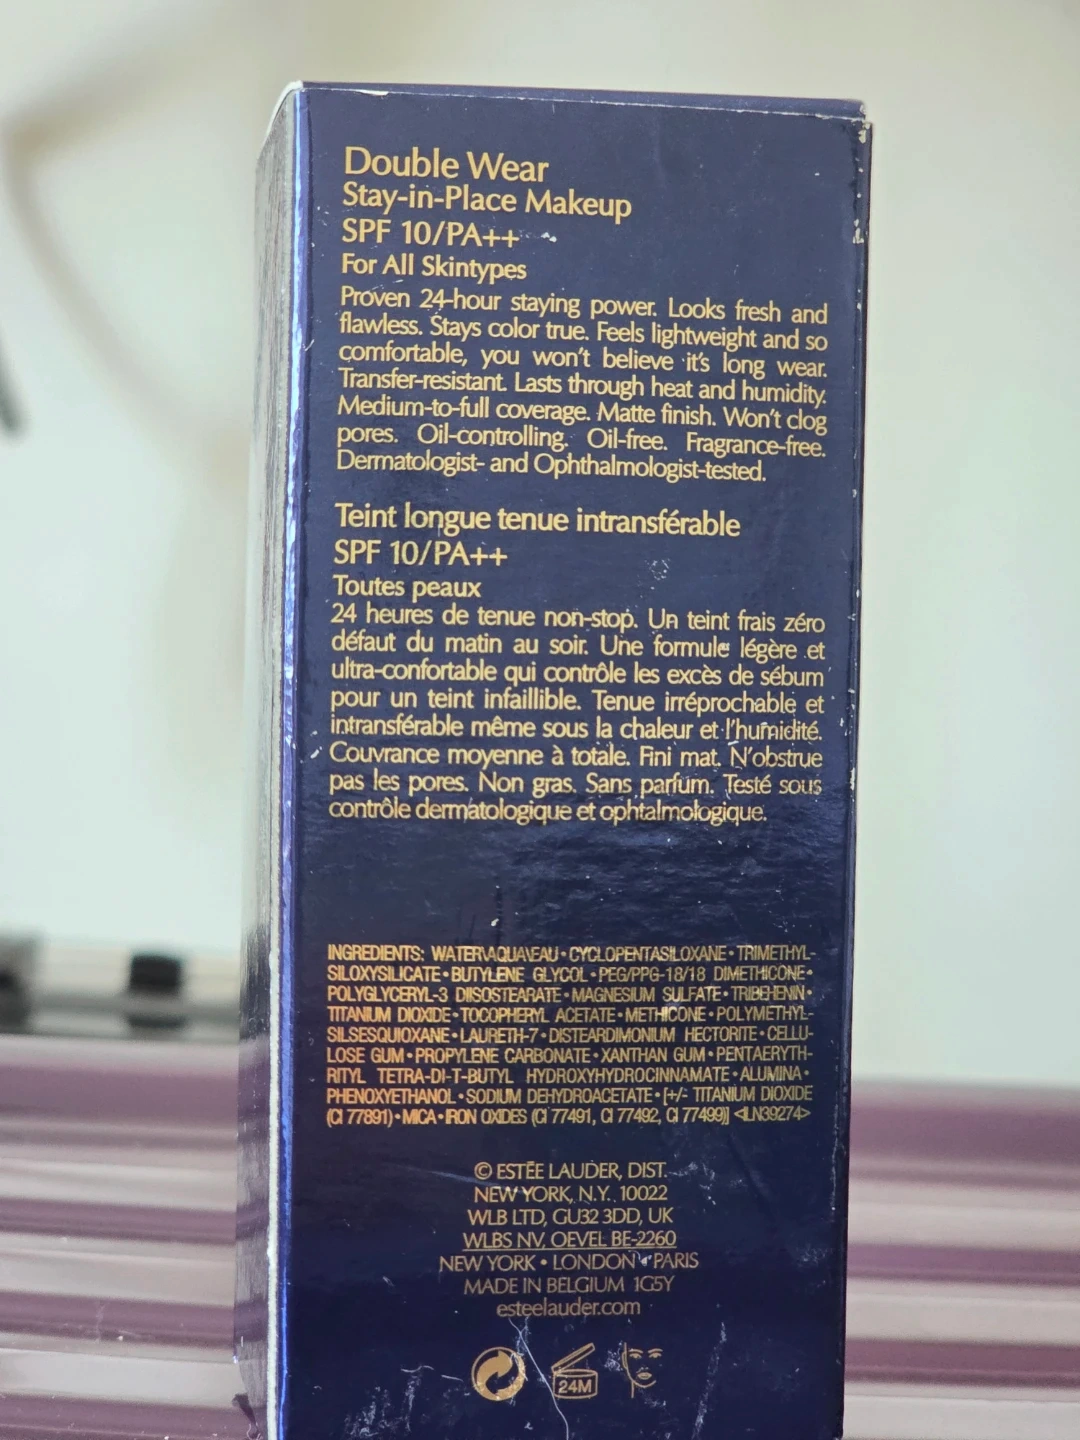 Double Wear
Stay-in-Place Makeup
SPF 10/PA++
For All Skintypes
Proven 24-hour staying power. Looks fresh and
flawless. Stays color true. Feels lightweight and so
comfortable, you won't believe it's long wear.
Transfer-resistant. Lasts through heat and humidity.
Medium-to-full coverage. Matte finish. Won't clog
pores. Oil-controlling. Oil-free. Fragrance-free.
Dermatologist- and Ophthalmologist-tested.
Teint longue tenue intransférable
SPF 10/PA++
Toutes peaux
24 heures de tenue non-stop. Un teint frais zéro
défaut du matin au soir. Une formule légère et
ultra-confortable qui contrôle les excès de sébum
pour un teint infaillible. Tenue irréprochable et
intransférable même sous la chaleur et l'humidité.
Couvrance moyenne à totale. Fini mat. N'obstrue
pas les pores. Non gras. Sans parfum. Testé sous
contrôle dermatologique et ophtalmologique.
INGREDIENTS: WATER\AQUA\EAU • CYCLOPENTASILOXANE • TRIMETHYL-
SILOXYSILICATE • BUTYLENE GLYCOL • PEG/PPG-18/18 DIMETHICONE •
POLYGLYCERYL-3 DIISOSTEARATE • MAGNESIUM SULFATE • TRIBEHENIN •
TITANIUM DIOXIDE • TOCOPHERYL ACETATE • METHICONE • POLYMETHYL-
SILSESQUIOXANE • LAURETH-7 • DISTEARDIMONIUM HECTORITE • CELLU-
LOSE GUM • PROPYLENE CARBONATE • XANTHAN GUM • PENTAERYTH-
RITYL TETRA-DI-T-BUTYL HYDROXYHYDROCINNAMATE • ALUMINA •
PHENOXYETHANOL • SODIUM DEHYDROACETATE • [+/- TITANIUM DIOXIDE
(CI 77891) • MICA • IRON OXIDES (CI 77491, CI 77492, CI 77499)] <ILN39274>
© ESTĒE LAUDER, DIST.
NEW YORK, N.Y. 10022
WLB LTD, GU32 3DD, UK
WLBS NV, OEVEL BE-2260
NEW YORK • LONDON • PARIS
MADE IN BELGIUM 1G5Y
esteelauder.com
24M